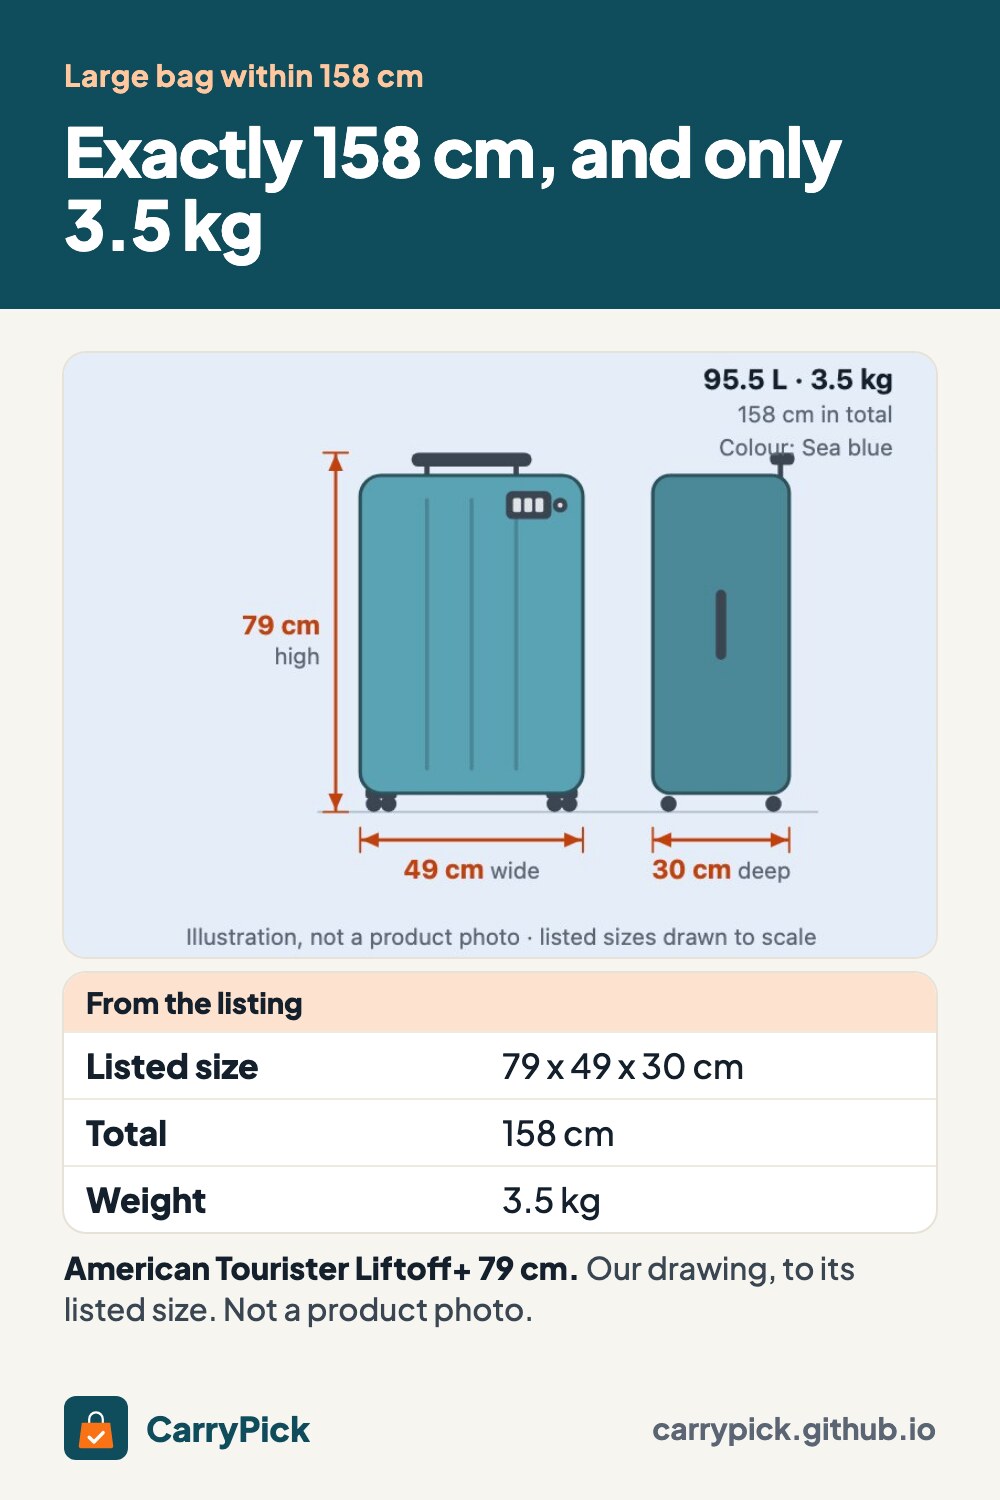 Large bag within 158 cm
Exactly 158 cm, and only
3.5 kg
95.5 L · 3.5 kg
158 cm in total
Colour: Sea blue
79 cm
high
49 cm wide
30 cm deep
Illustration, not a product photo · listed sizes drawn to scale
From the listing
Listed size 79 x 49 x 30 cm
Total 158 cm
Weight 3.5 kg
American Tourister Liftoff+ 79 cm. Our drawing, to its
listed size. Not a product photo.
CarryPick
carrypick.github.io